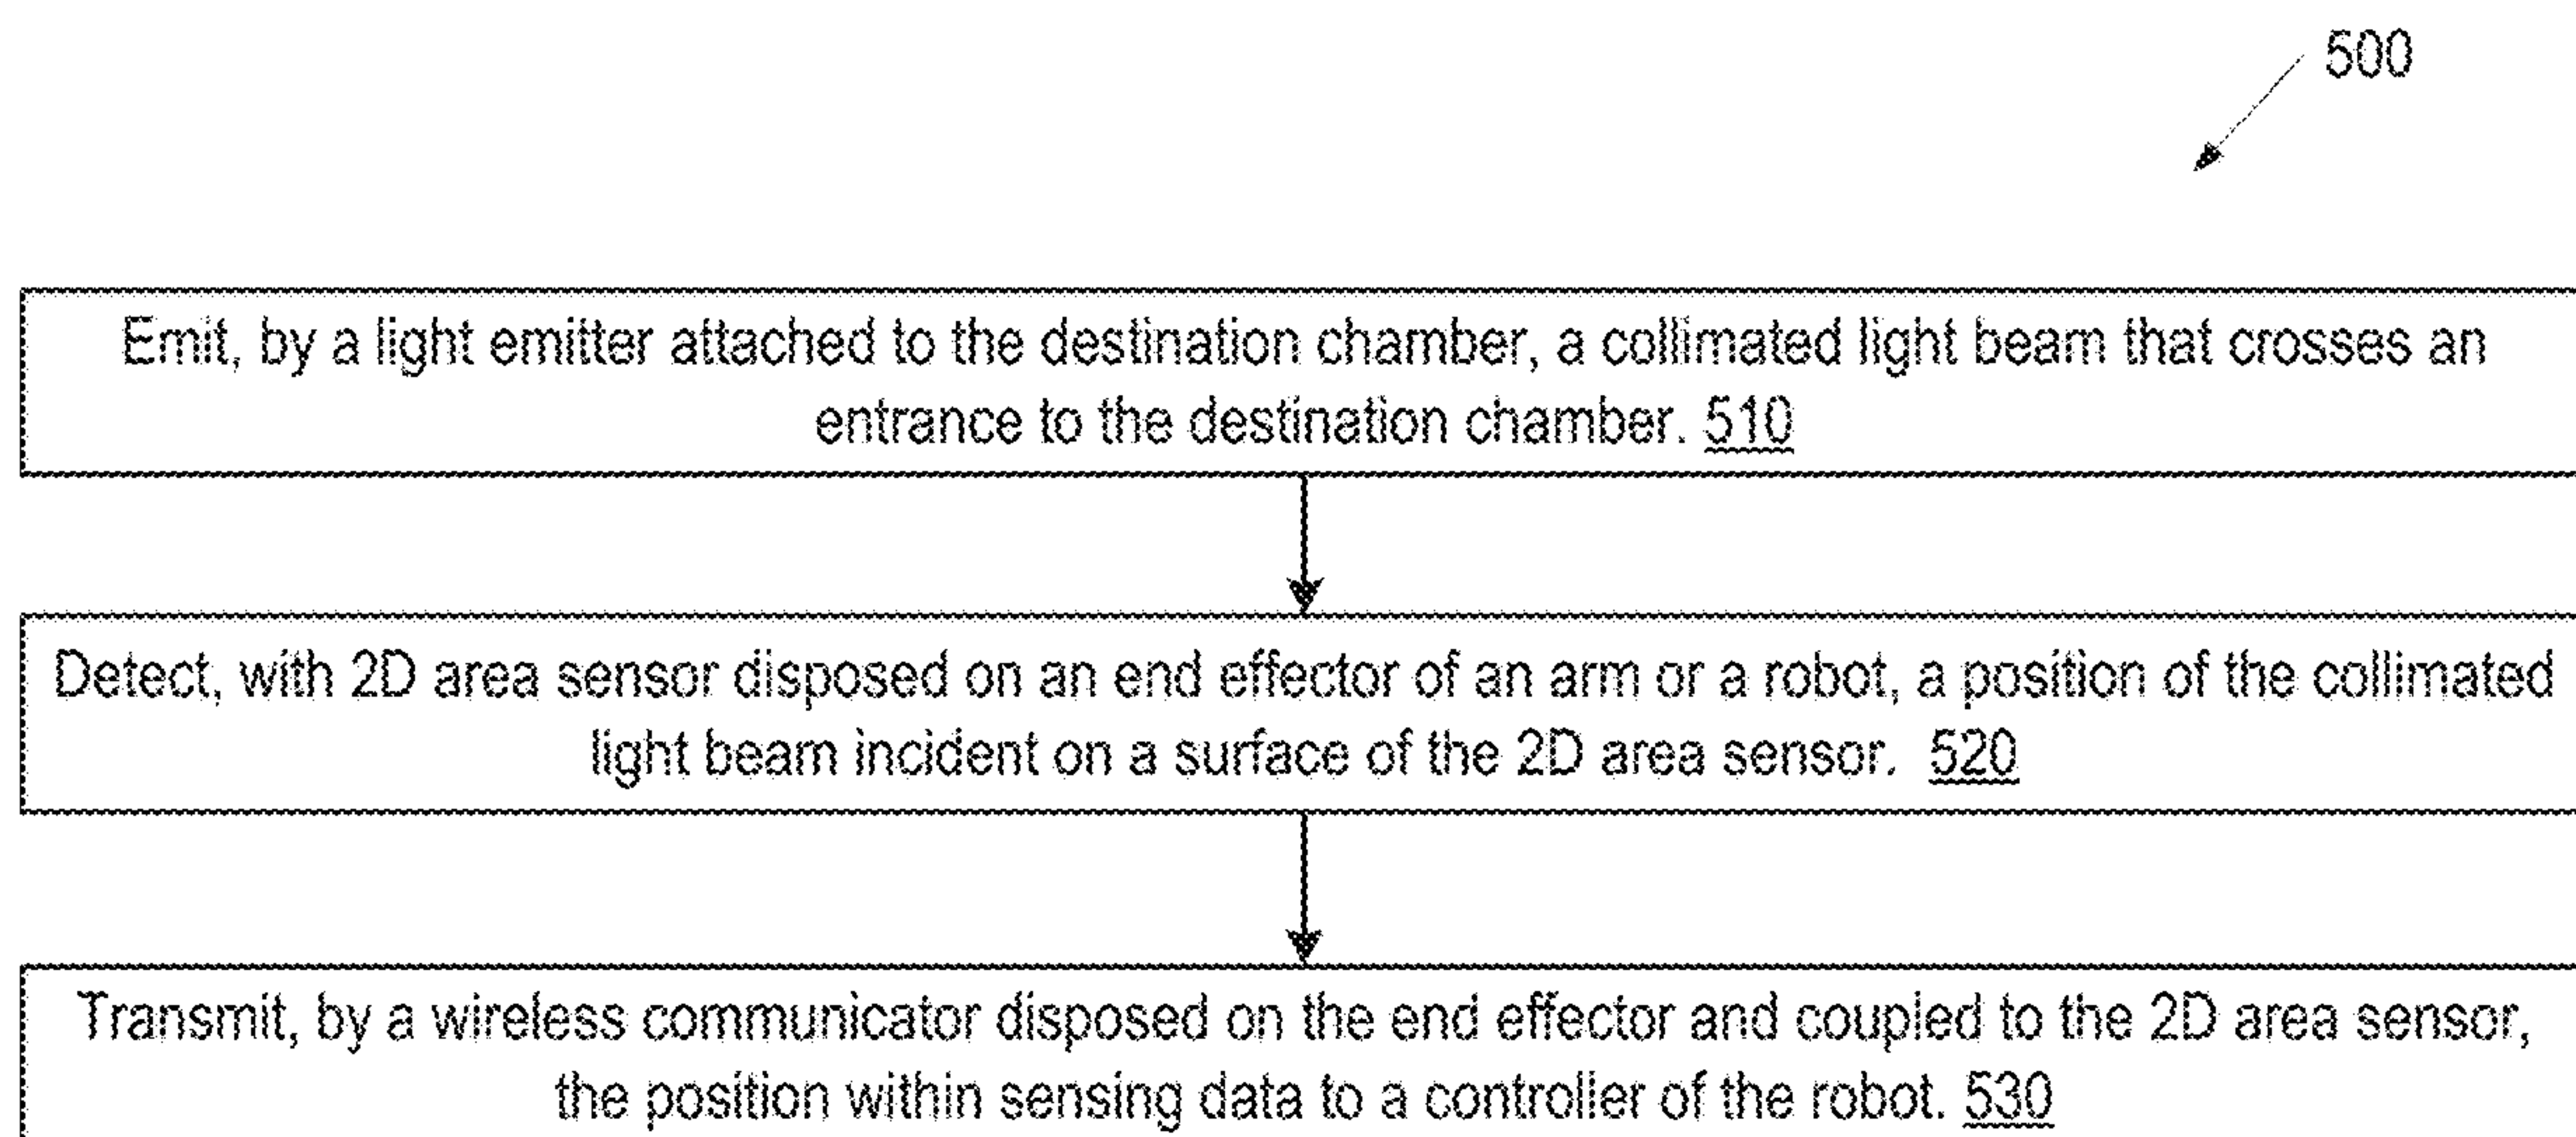 500
Emit, by a light emitter attached to the destination chamber, a collimated light beam that crosses an
entrance to the destination chamber. 510
Detect, with 2D area sensor disposed on an end effector of an arm or a robot, a position of the collimated
light beam incident on a surface of the 2D area sensor. 520
Transmit, by a wireless communicator disposed on the end effector and coupled to the 2D area sensor,
the position within sensing data to a controller of the robot. 530